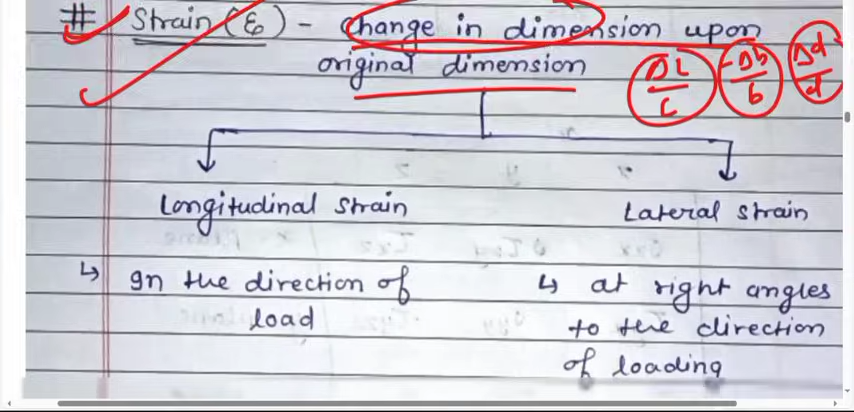 # Strain (ε) - Change in dimension upon
original dimension
ΔL/L -Δb/b Δd/d
Longitudinal strain
Lateral strain
↳ In the direction of
load
↳ at right angles
to the direction
of loading